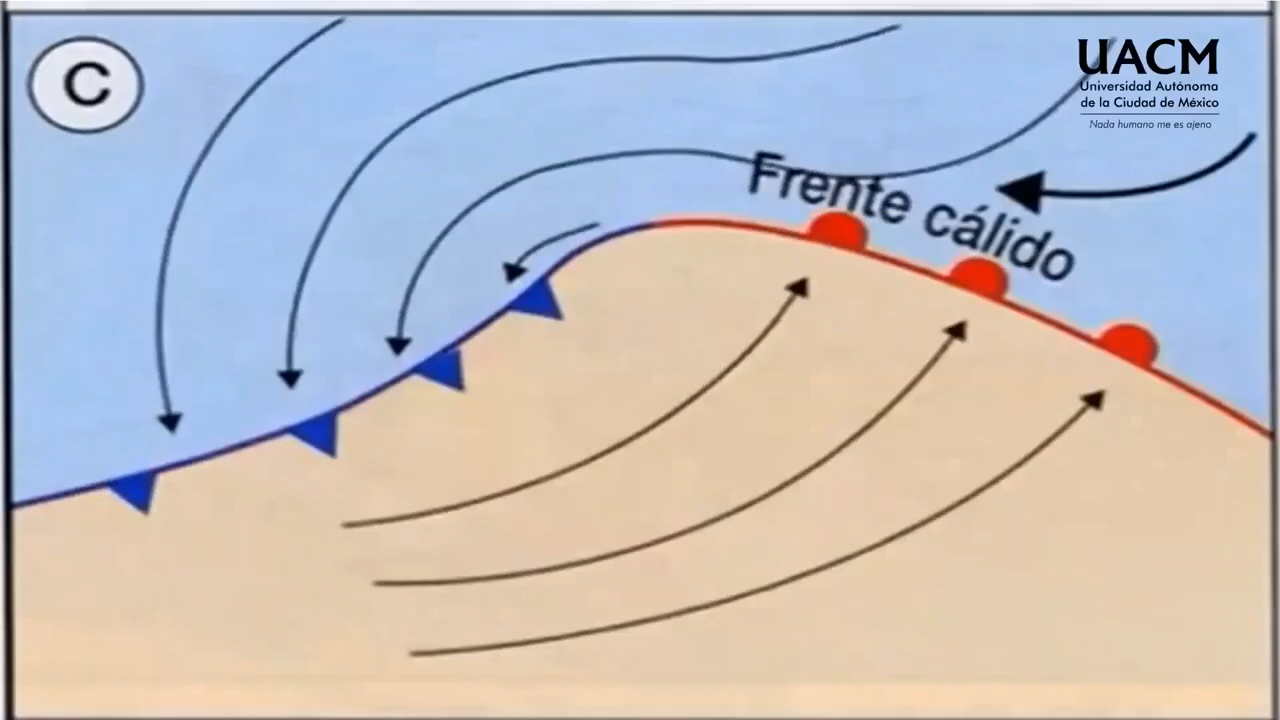 C
UACM
Universidad Autónoma
de la Ciudad de México
Nada humano me es ajeno
Frente cálido